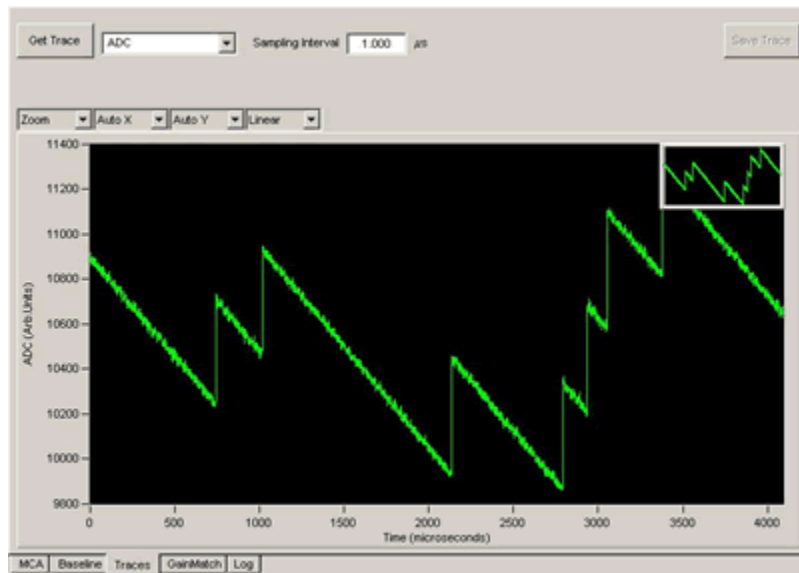 Get Trace ADC Sampling Interval 1.000 µs Save Trace
Zoom Auto X Auto Y Linear
11400
11200
11000
10800
10600
10400
10200
10000
9800
ADC (Arb.Units)
0 500 1000 1500 2000 2500 3000 3500 4000
Time (microseconds)
MCA Baseline Traces GainMatch Log